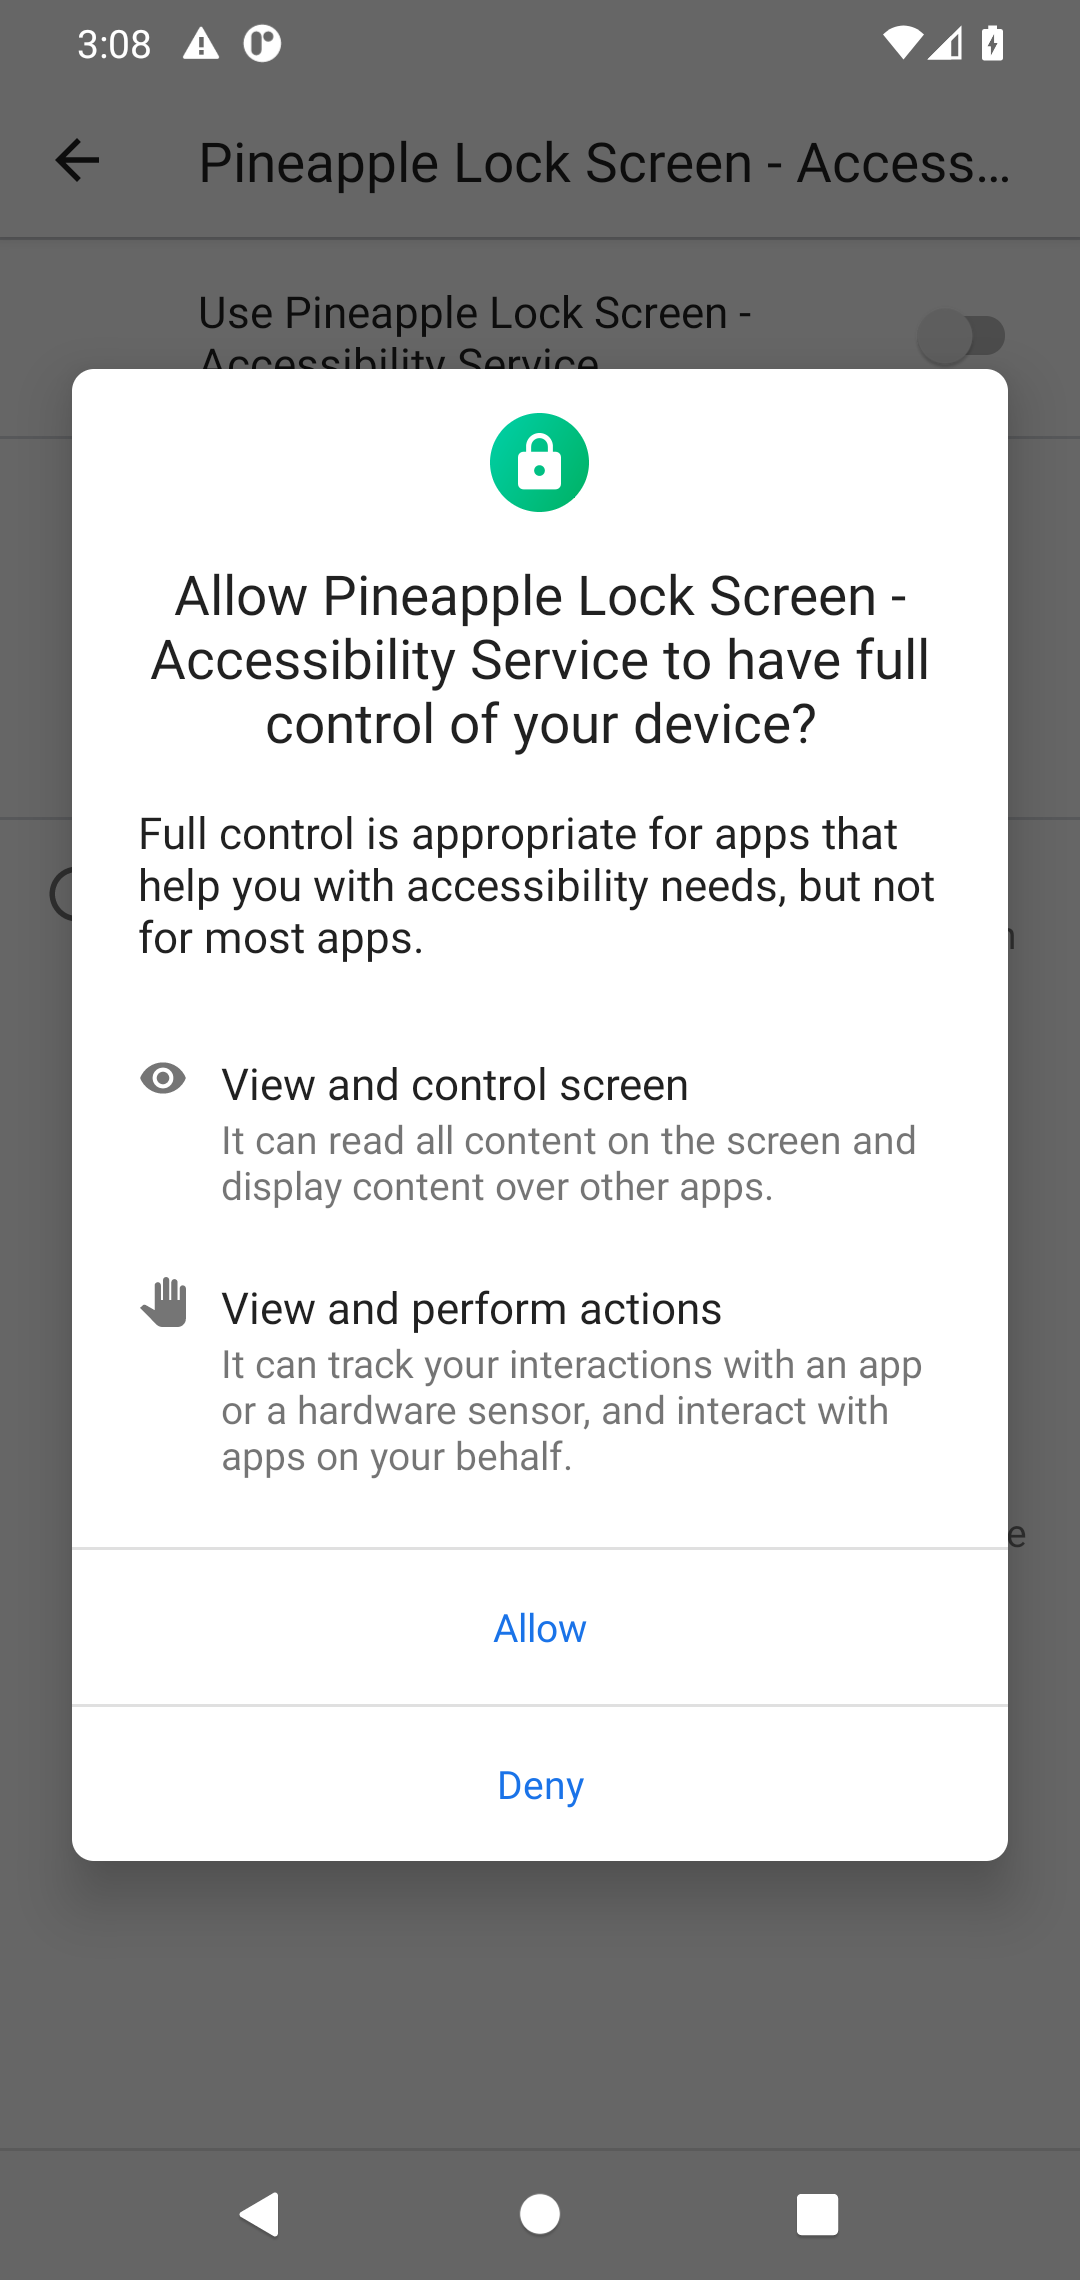 3:08
Pineapple Lock Screen - Access...
Use Pineapple Lock Screen -
Accessibility Service
Allow Pineapple Lock Screen -
Accessibility Service to have full
control of your device?
Full control is appropriate for apps that
help you with accessibility needs, but not
for most apps.
View and control screen
It can read all content on the screen and
display content over other apps.
View and perform actions
It can track your interactions with an app
or a hardware sensor, and interact with
apps on your behalf.
Allow
Deny